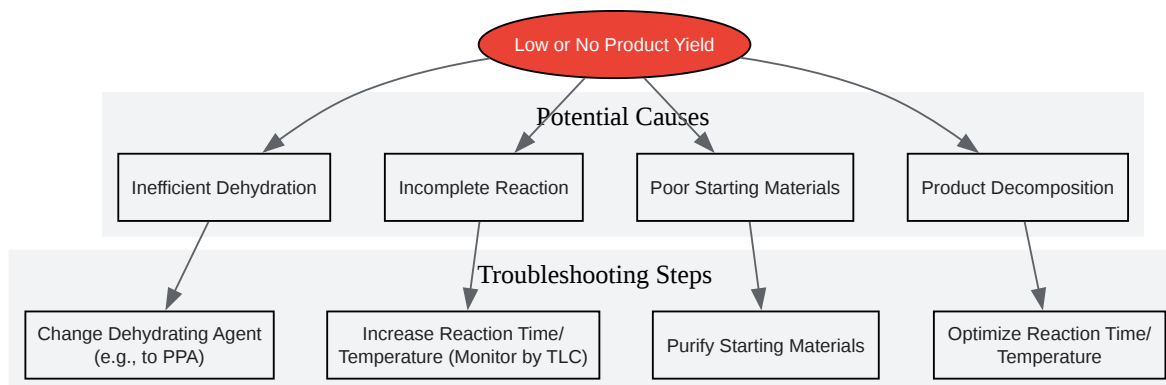 Low or No Product Yield
Potential Causes
Inefficient Dehydration
Incomplete Reaction
Poor Starting Materials
Product Decomposition
Troubleshooting Steps
Change Dehydrating Agent
(e.g., to PPA)
Increase Reaction Time/
Temperature (Monitor by TLC)
Purify Starting Materials
Optimize Reaction Time/
Temperature